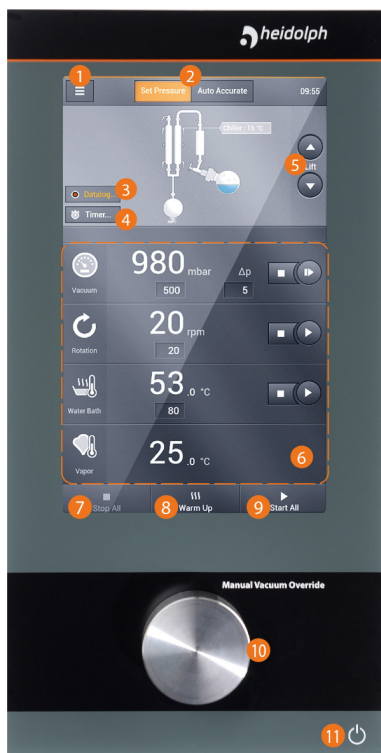 heidolph
1
2
Set Pressure Auto Accurate 09:55
Chiller : 15 °C
5
Lift
3
Datalog...
4
Timer...
980 mbar Δp
Vacuum 500 5
20 rpm
Rotation 20
53.0 °C
Water Bath 80
25.0 °C
Vapor 6
7 8 9
Stop All Warm Up Start All
Manual Vacuum Override
10
11